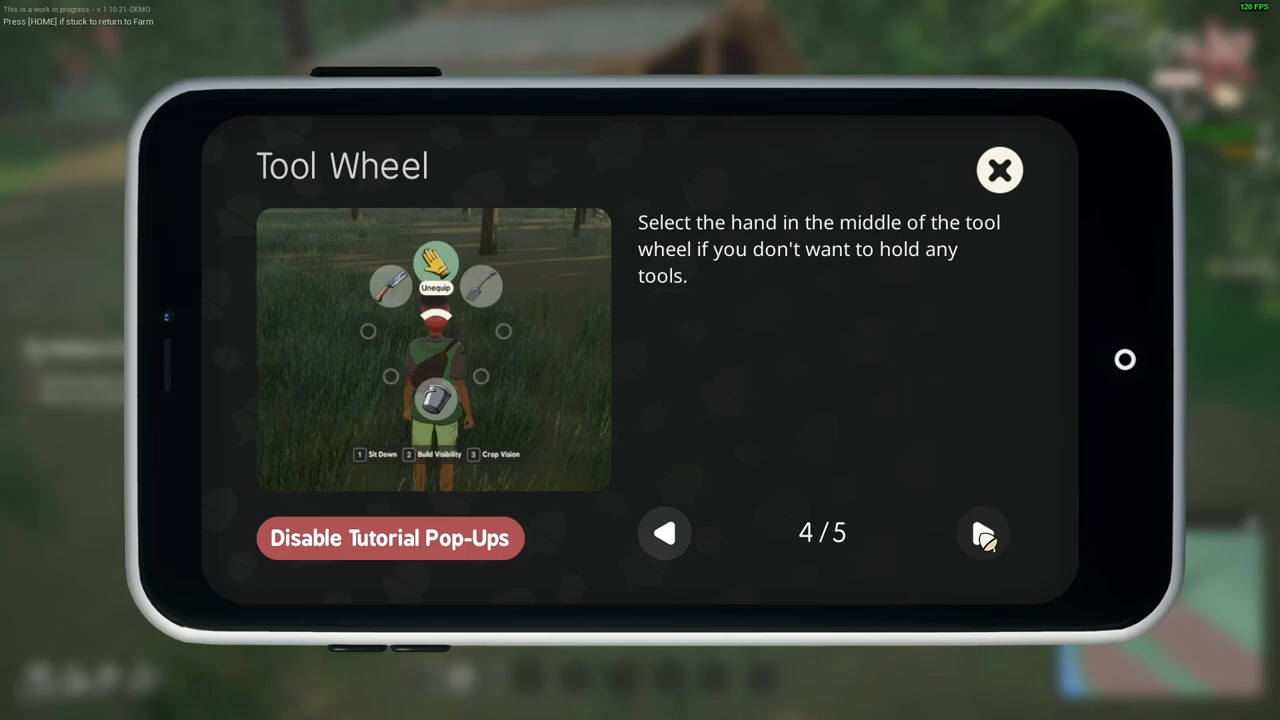 This is a work in progress - v 1.10.21-DEMO
Press [HOME] if stuck to return to Farm
120 FPS
Tool Wheel
Select the hand in the middle of the tool
wheel if you don't want to hold any
tools.
Unequip
1 Sit Down 2 Build Visibility 3 Crop Vision
Disable Tutorial Pop-Ups
4 / 5